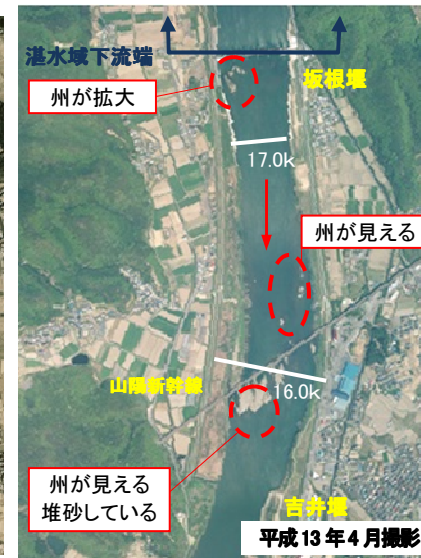 湛水域下流端
坂根堰
州が拡大
17.0k
州が見える
山陽新幹線
16.0k
州が見える
堆砂している
吉井堰
平成13年4月撮影